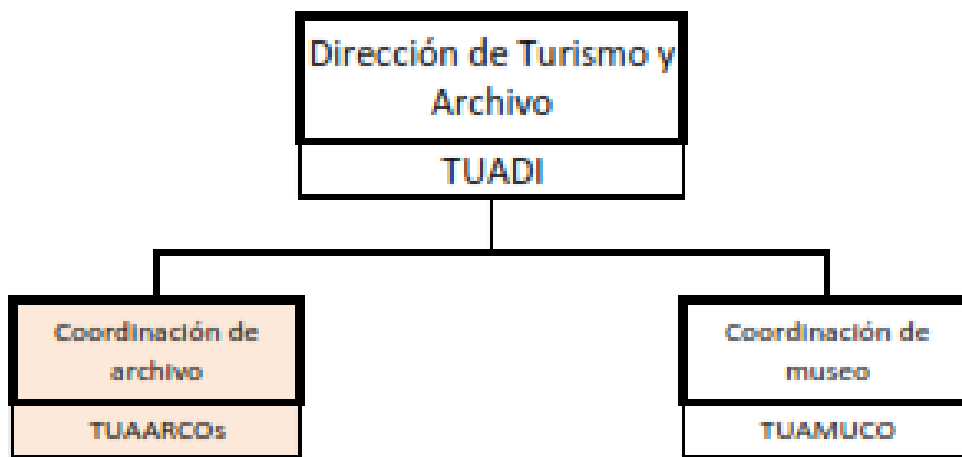 Dirección de Turismo y
Archivo
TUADI
Coordinación de
archivo
TUAARCOs
Coordinación de
museo
TUAMUCO